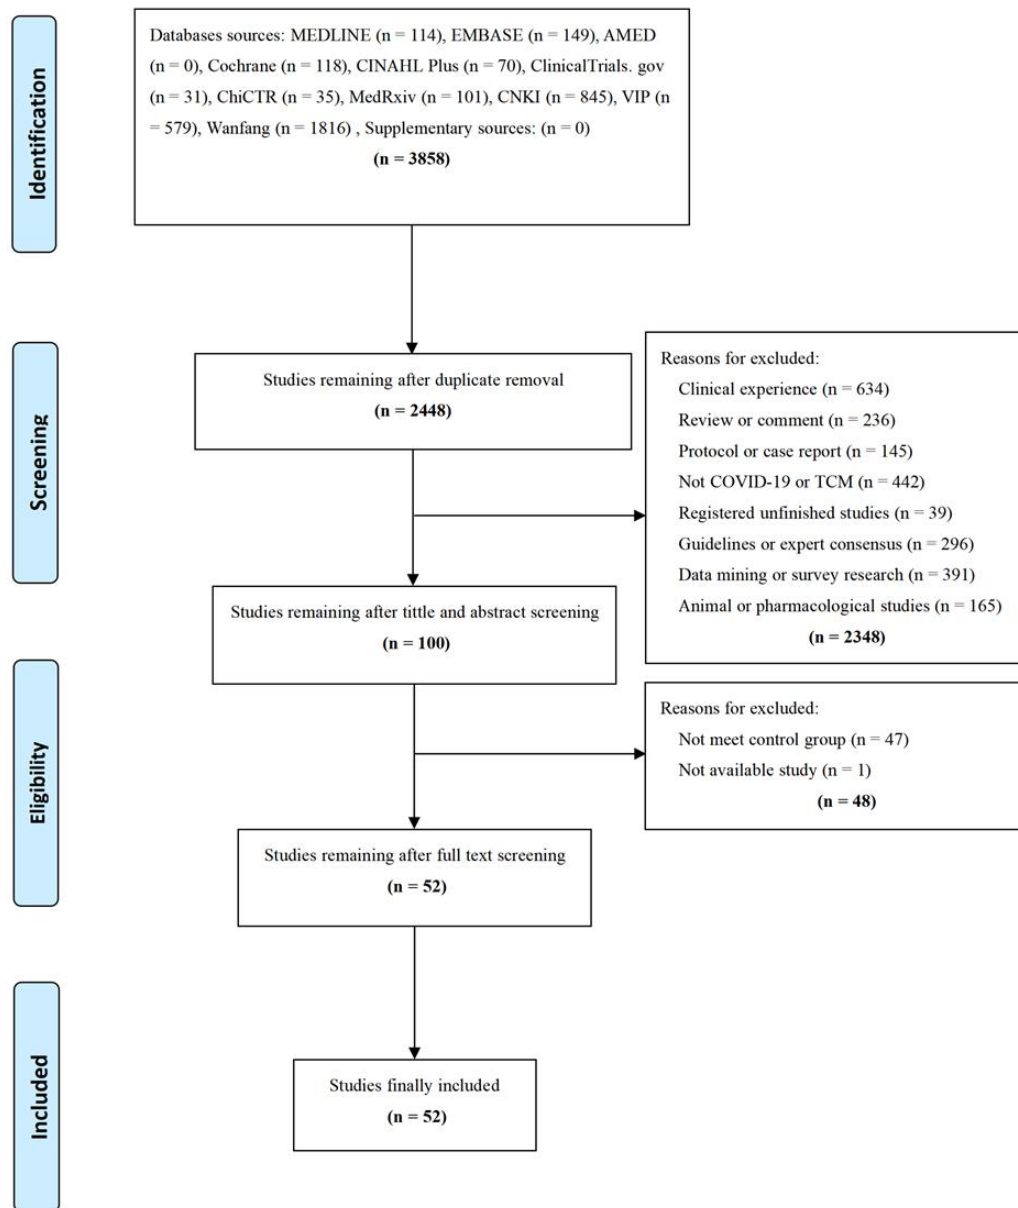 Identification
Databases sources: MEDLINE (n = 114), EMBASE (n = 149), AMED
(n = 0), Cochrane (n = 118), CINAHL Plus (n = 70), ClinicalTrials. gov
(n = 31), ChiCTR (n = 35), MedRxiv (n = 101), CNKI (n = 845), VIP (n
= 579), Wanfang (n = 1816) , Supplementary sources: (n = 0)
(n = 3858)
Screening
Studies remaining after duplicate removal
(n = 2448)
Reasons for excluded:
Clinical experience (n = 634)
Review or comment (n = 236)
Protocol or case report (n = 145)
Not COVID-19 or TCM (n = 442)
Registered unfinished studies (n = 39)
Guidelines or expert consensus (n = 296)
Data mining or survey research (n = 391)
Animal or pharmacological studies (n = 165)
(n = 2348)
Studies remaining after tittle and abstract screening
(n = 100)
Eligibility
Reasons for excluded:
Not meet control group (n = 47)
Not available study (n = 1)
(n = 48)
Studies remaining after full text screening
(n = 52)
Included
Studies finally included
(n = 52)